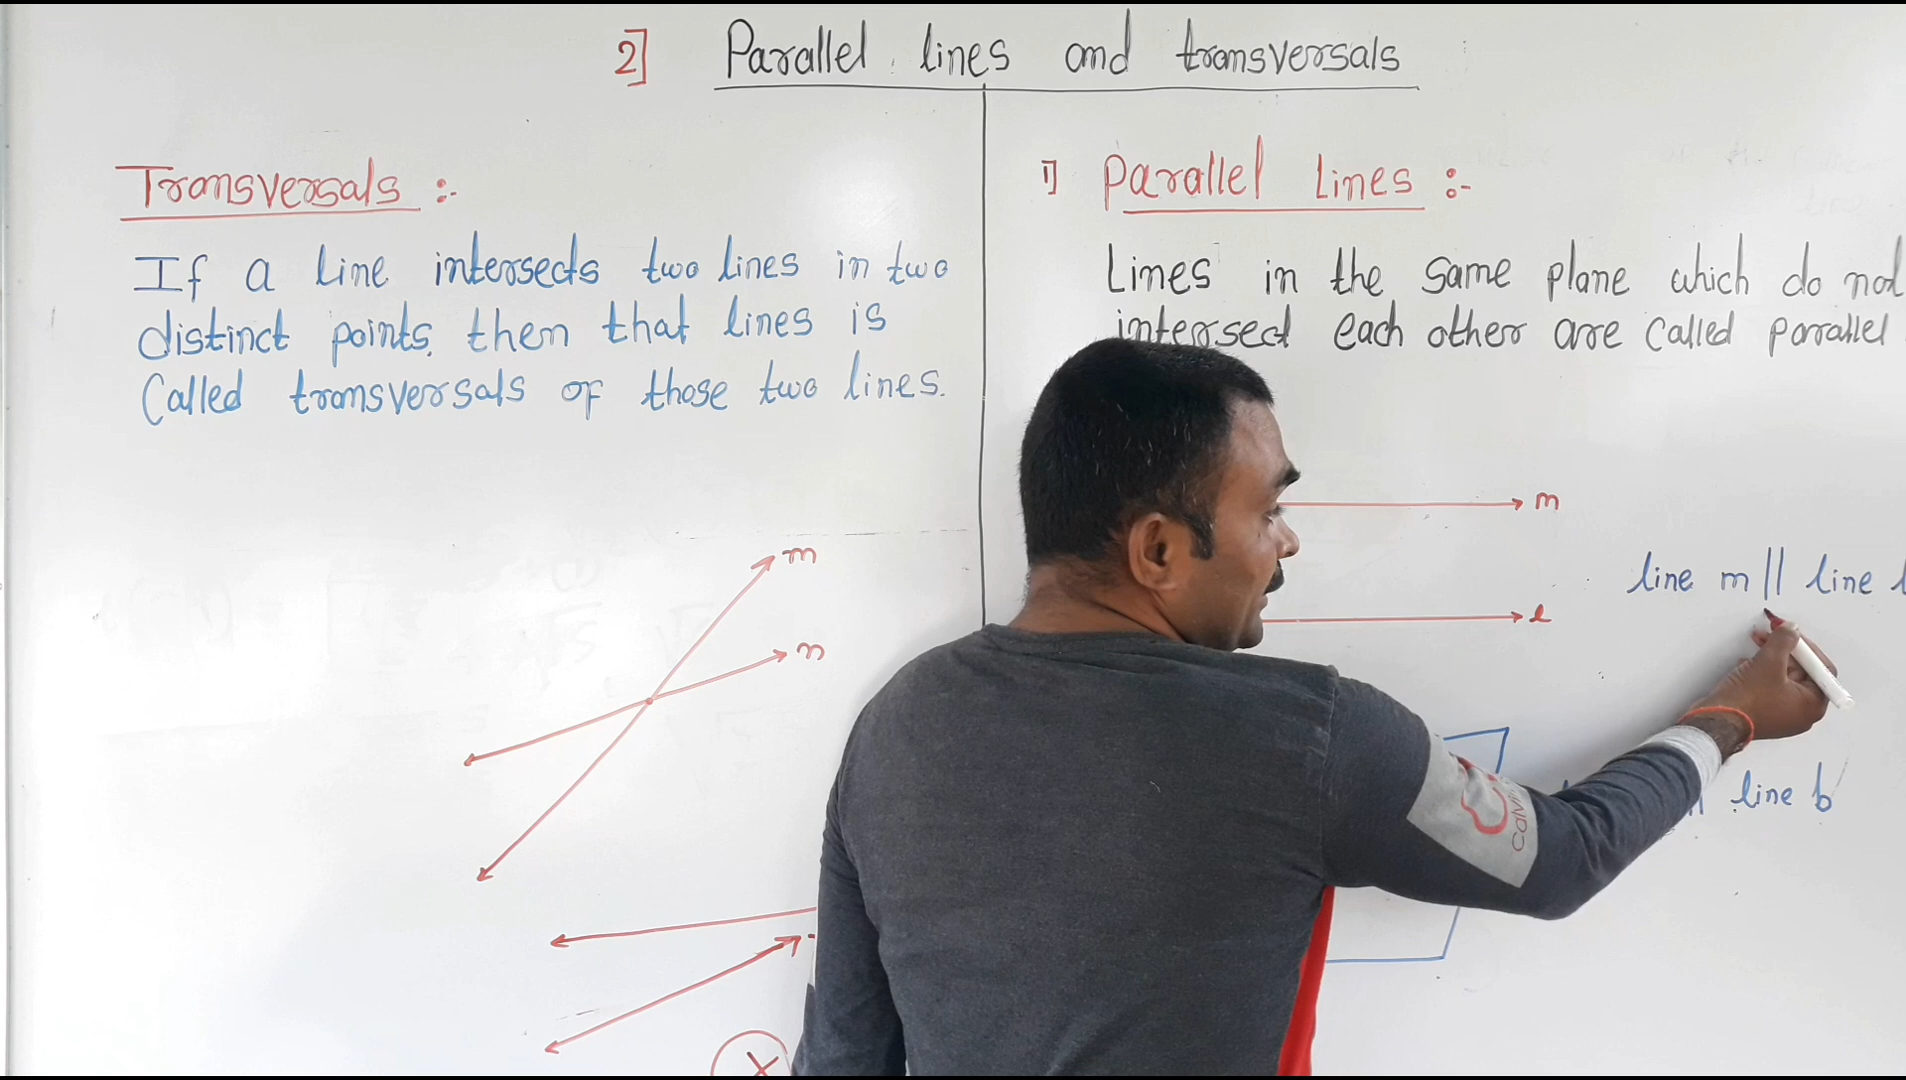 2] Parallel lines and transversals
Transversals :-
If a line intersects two lines in two
distinct points, then that lines is
Called transversals of those two lines.
m
n
1] Parallel Lines :-
Lines in the same plane which do not
intersect each other are called parallel
m
l
line m || line l
line b